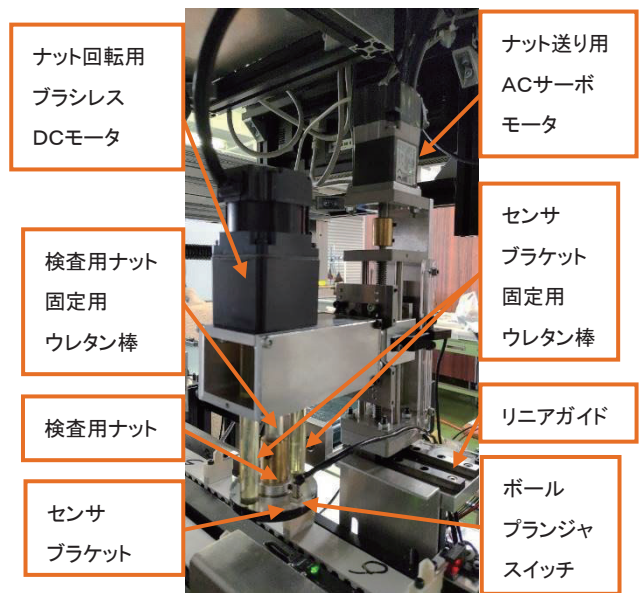 ナット回転用
ブラシレス
DCモータ
検査用ナット
固定用
ウレタン棒
検査用ナット
センサ
ブラケット
ナット送り用
ACサーボ
モータ
センサ
ブラケット
固定用
ウレタン棒
リニアガイド
ボール
プランジャ
スイッチ